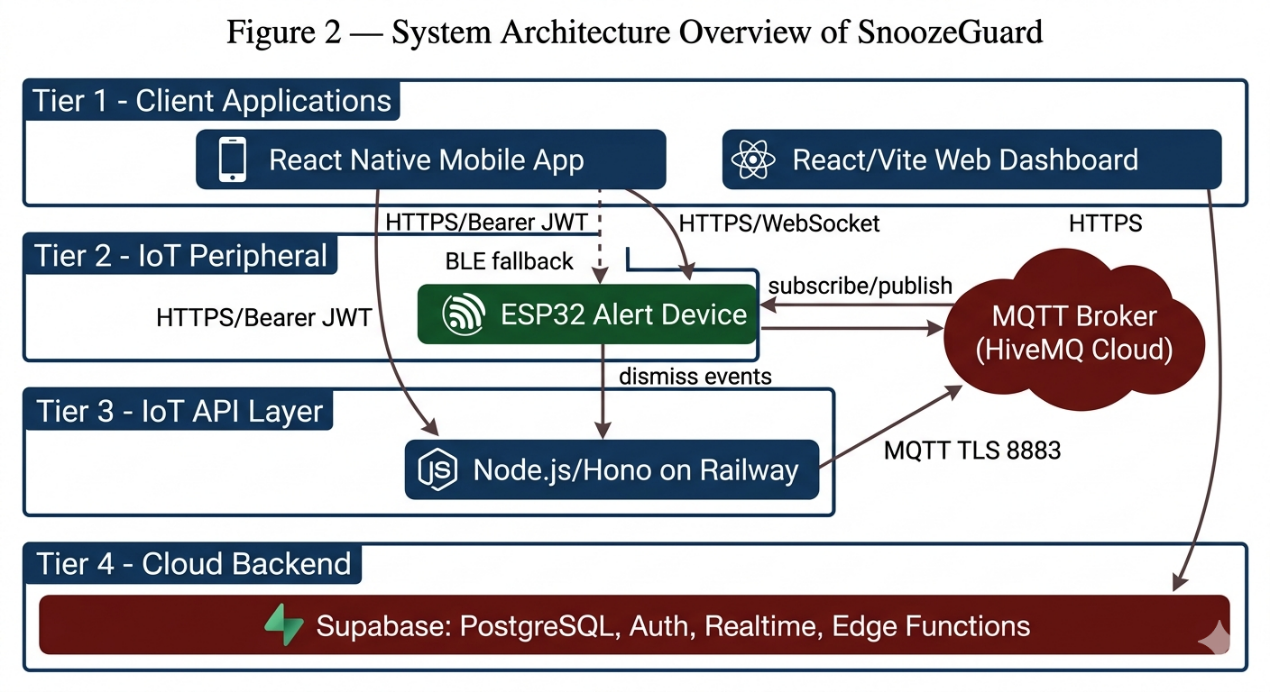 Figure 2 — System Architecture Overview of SnoozeGuard
Tier 1 - Client Applications
React Native Mobile App
React/Vite Web Dashboard
HTTPS/Bearer JWT
HTTPS/WebSocket
HTTPS
Tier 2 - IoT Peripheral
BLE fallback
subscribe/publish
HTTPS/Bearer JWT
ESP32 Alert Device
MQTT Broker
(HiveMQ Cloud)
dismiss events
Tier 3 - IoT API Layer
MQTT TLS 8883
JS
Node.js/Hono on Railway
Tier 4 - Cloud Backend
Supabase: PostgreSQL, Auth, Realtime, Edge Functions